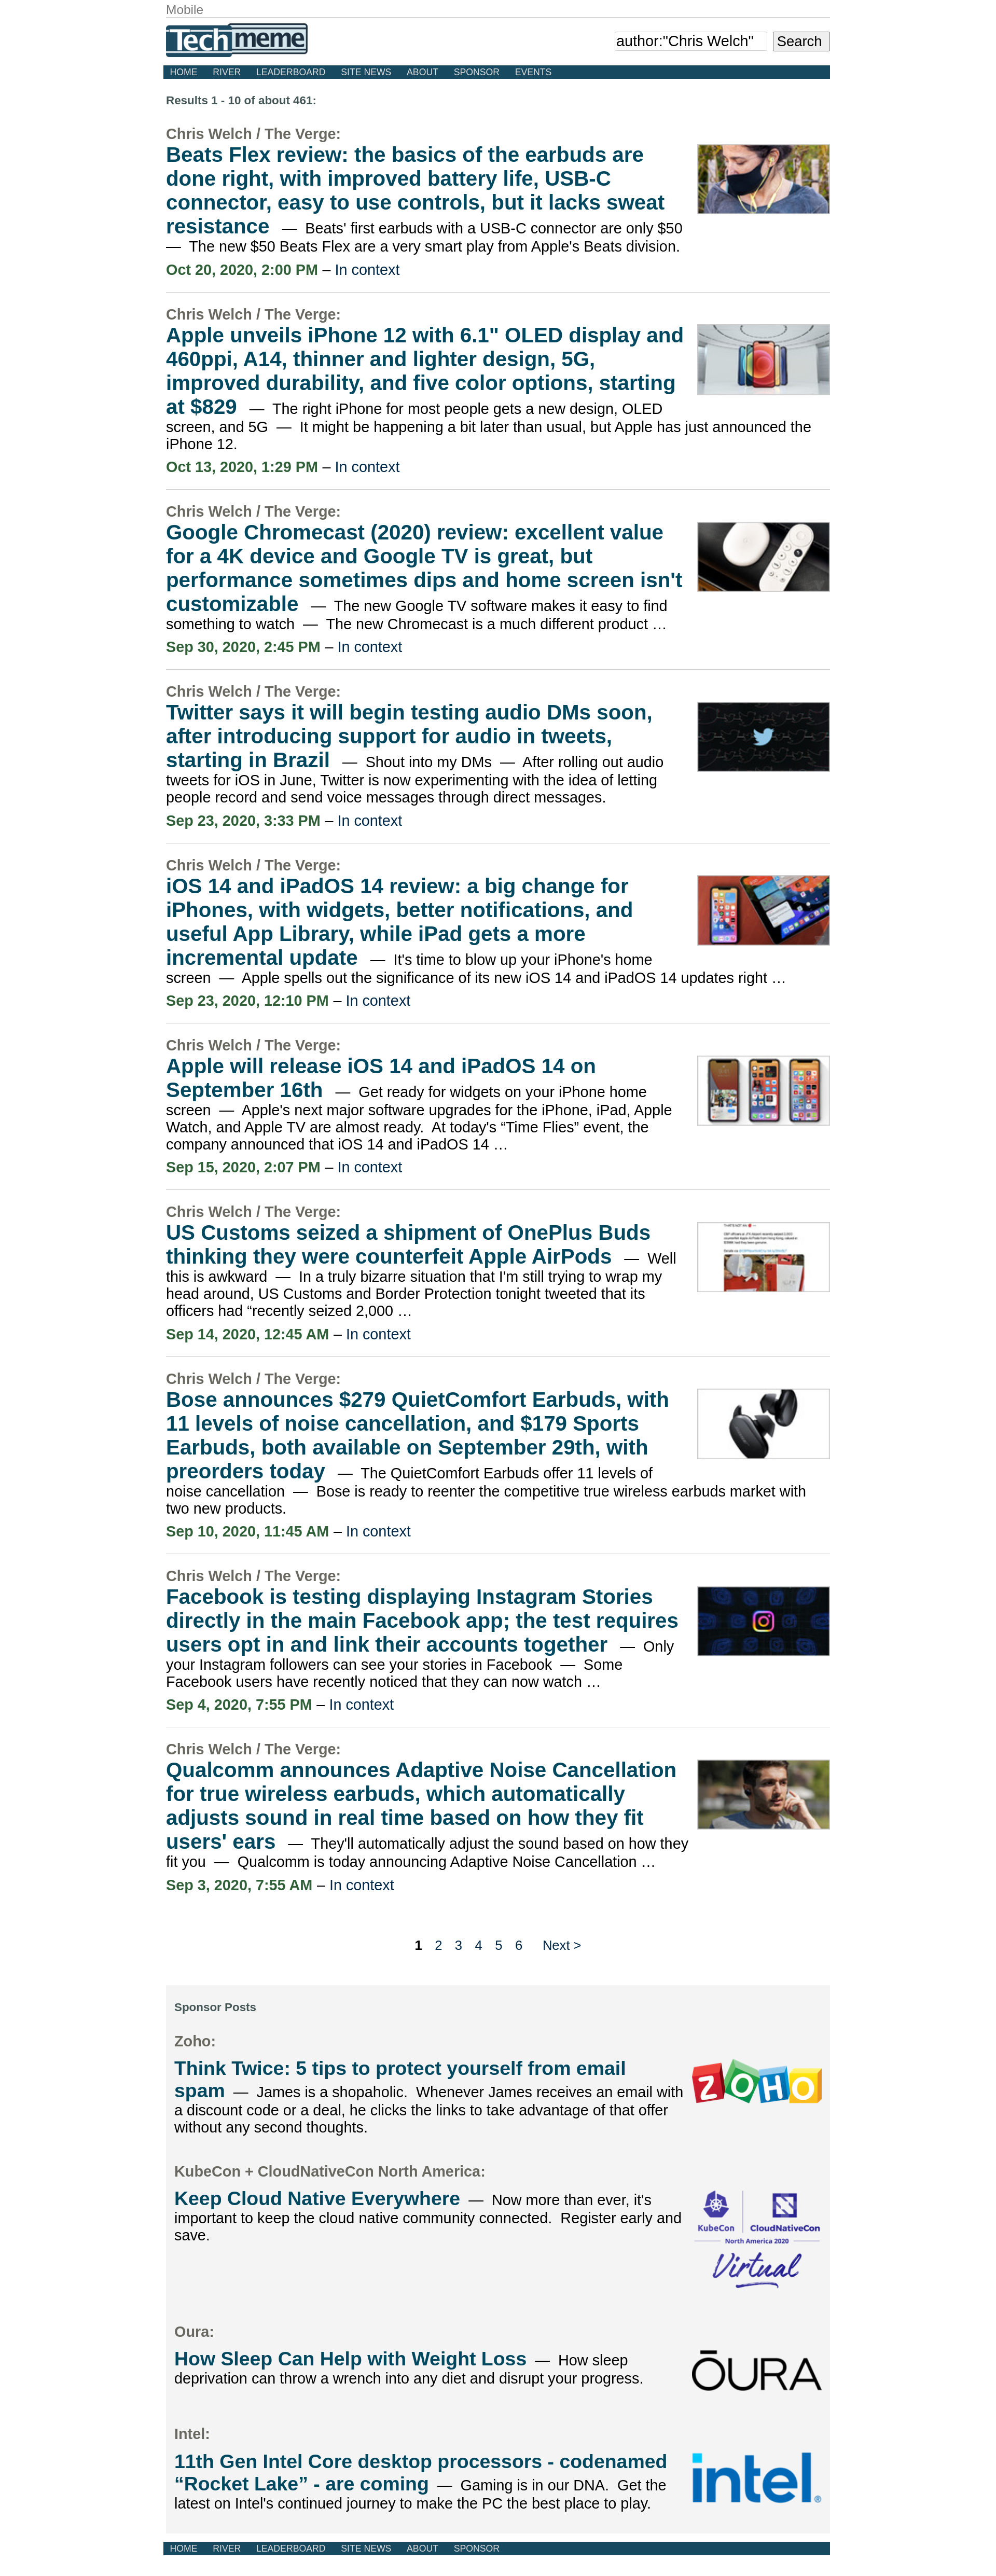 Mobile
Techmeme
author:"Chris Welch"
Search
HOME RIVER LEADERBOARD SITE NEWS ABOUT SPONSOR EVENTS
Results 1 - 10 of about 461:
Chris Welch / The Verge:
Beats Flex review: the basics of the earbuds are
done right, with improved battery life, USB-C
connector, easy to use controls, but it lacks sweat
resistance — Beats' first earbuds with a USB-C connector are only $50
— The new $50 Beats Flex are a very smart play from Apple's Beats division.
Oct 20, 2020, 2:00 PM – In context
Chris Welch / The Verge:
Apple unveils iPhone 12 with 6.1" OLED display and
460ppi, A14, thinner and lighter design, 5G,
improved durability, and five color options, starting
at $829 — The right iPhone for most people gets a new design, OLED
screen, and 5G — It might be happening a bit later than usual, but Apple has just announced the
iPhone 12.
Oct 13, 2020, 1:29 PM – In context
Chris Welch / The Verge:
Google Chromecast (2020) review: excellent value
for a 4K device and Google TV is great, but
performance sometimes dips and home screen isn't
customizable — The new Google TV software makes it easy to find
something to watch — The new Chromecast is a much different product …
Sep 30, 2020, 2:45 PM – In context
Chris Welch / The Verge:
Twitter says it will begin testing audio DMs soon,
after introducing support for audio in tweets,
starting in Brazil — Shout into my DMs — After rolling out audio
tweets for iOS in June, Twitter is now experimenting with the idea of letting
people record and send voice messages through direct messages.
Sep 23, 2020, 3:33 PM – In context
Chris Welch / The Verge:
iOS 14 and iPadOS 14 review: a big change for
iPhones, with widgets, better notifications, and
useful App Library, while iPad gets a more
incremental update — It's time to blow up your iPhone's home
screen — Apple spells out the significance of its new iOS 14 and iPadOS 14 updates right …
Sep 23, 2020, 12:10 PM – In context
Chris Welch / The Verge:
Apple will release iOS 14 and iPadOS 14 on
September 16th — Get ready for widgets on your iPhone home
screen — Apple's next major software upgrades for the iPhone, iPad, Apple
Watch, and Apple TV are almost ready. At today's “Time Flies” event, the
company announced that iOS 14 and iPadOS 14 …
Sep 15, 2020, 2:07 PM – In context
Chris Welch / The Verge:
US Customs seized a shipment of OnePlus Buds
thinking they were counterfeit Apple AirPods — Well
this is awkward — In a truly bizarre situation that I'm still trying to wrap my
head around, US Customs and Border Protection tonight tweeted that its
officers had “recently seized 2,000 …
Sep 14, 2020, 12:45 AM – In context
Chris Welch / The Verge:
Bose announces $279 QuietComfort Earbuds, with
11 levels of noise cancellation, and $179 Sports
Earbuds, both available on September 29th, with
preorders today — The QuietComfort Earbuds offer 11 levels of
noise cancellation — Bose is ready to reenter the competitive true wireless earbuds market with
two new products.
Sep 10, 2020, 11:45 AM – In context
Chris Welch / The Verge:
Facebook is testing displaying Instagram Stories
directly in the main Facebook app; the test requires
users opt in and link their accounts together — Only
your Instagram followers can see your stories in Facebook — Some
Facebook users have recently noticed that they can now watch …
Sep 4, 2020, 7:55 PM – In context
Chris Welch / The Verge:
Qualcomm announces Adaptive Noise Cancellation
for true wireless earbuds, which automatically
adjusts sound in real time based on how they fit
users' ears — They'll automatically adjust the sound based on how they
fit you — Qualcomm is today announcing Adaptive Noise Cancellation …
Sep 3, 2020, 7:55 AM – In context
1 2 3 4 5 6 Next >
Sponsor Posts
Zoho:
Think Twice: 5 tips to protect yourself from email
spam — James is a shopaholic. Whenever James receives an email with
a discount code or a deal, he clicks the links to take advantage of that offer
without any second thoughts.
ZOHO
KubeCon + CloudNativeCon North America:
Keep Cloud Native Everywhere — Now more than ever, it's
important to keep the cloud native community connected. Register early and
save.
KubeCon CloudNativeCon
North America 2020
Virtual
Oura:
How Sleep Can Help with Weight Loss — How sleep
deprivation can throw a wrench into any diet and disrupt your progress.
ŌURA
Intel:
11th Gen Intel Core desktop processors - codenamed
“Rocket Lake” - are coming — Gaming is in our DNA. Get the
latest on Intel's continued journey to make the PC the best place to play.
intel®
HOME RIVER LEADERBOARD SITE NEWS ABOUT SPONSOR